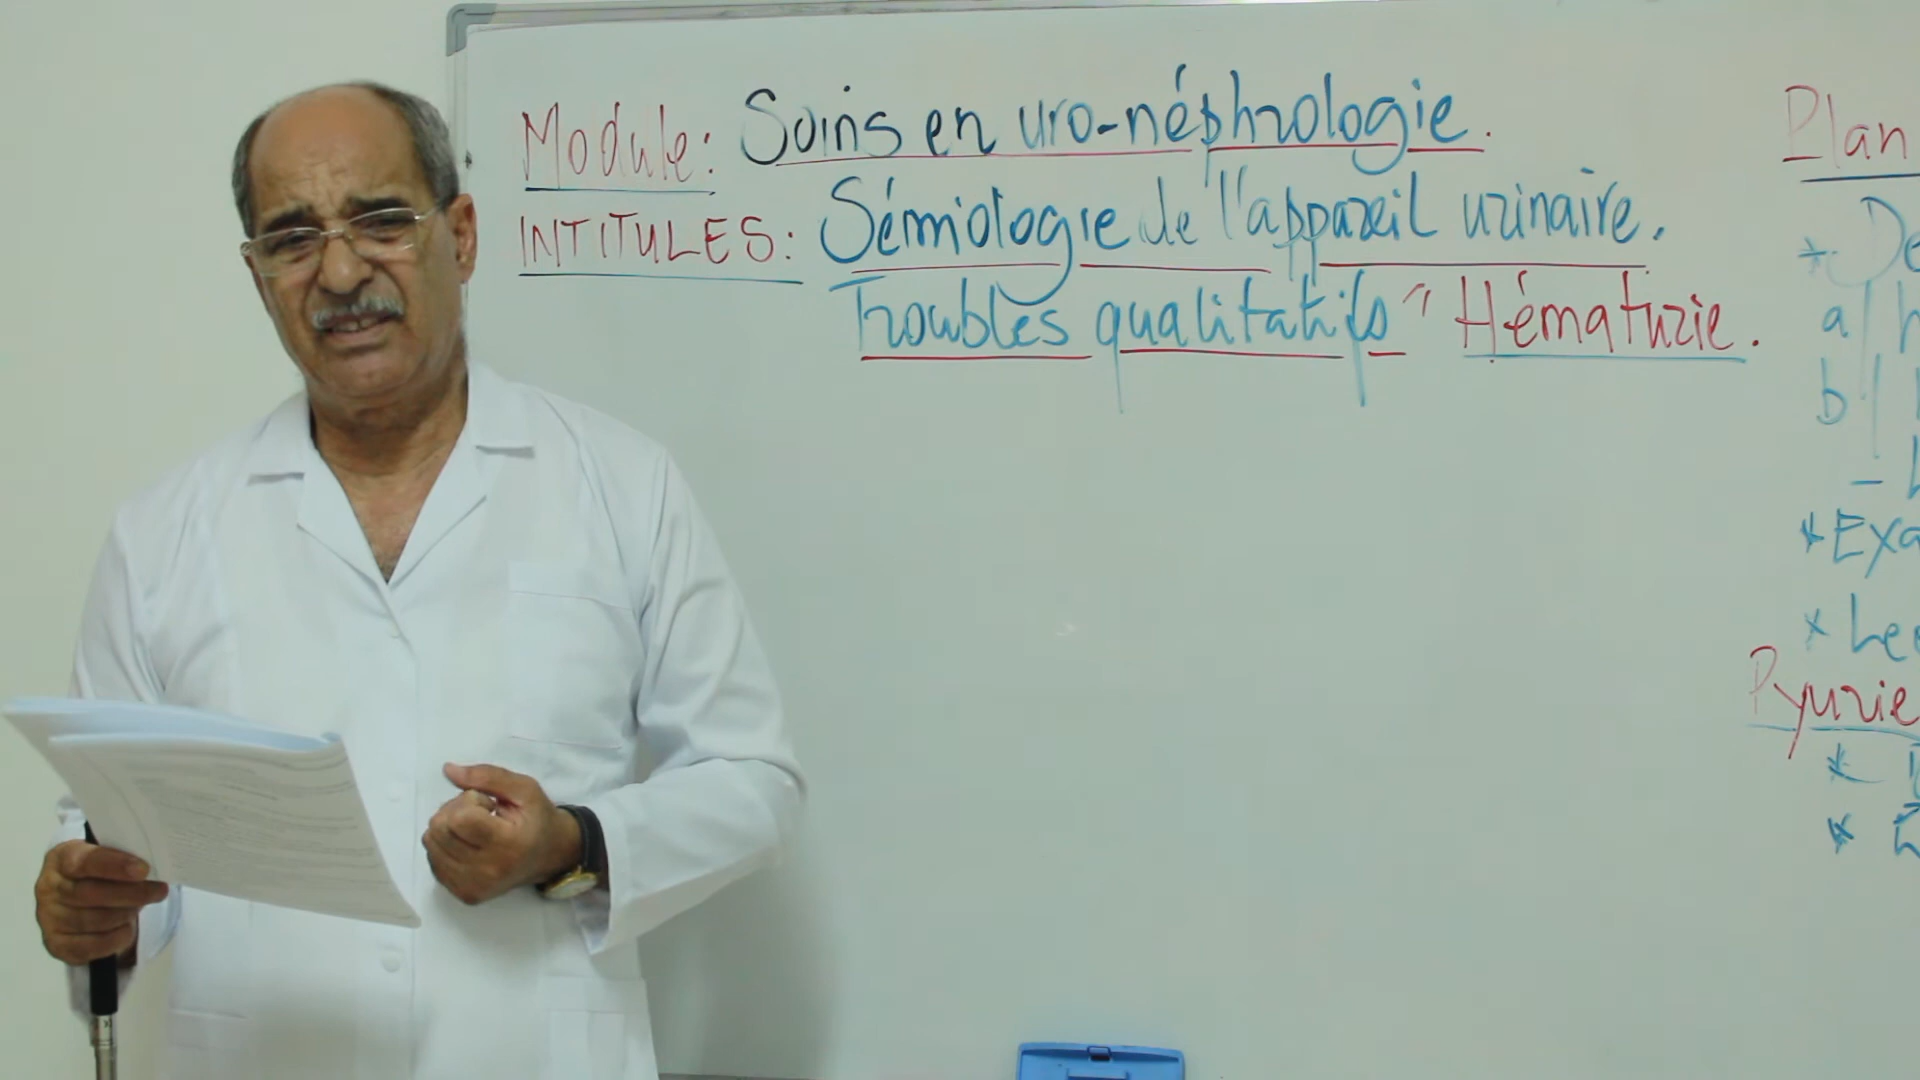 Module: Soins en uro-néphrologie.
INTITULES: Sémiologie de l'appareil urinaire.
Troubles qualitatifs " Hématurie.
Plan
a/
b/
Pyurie